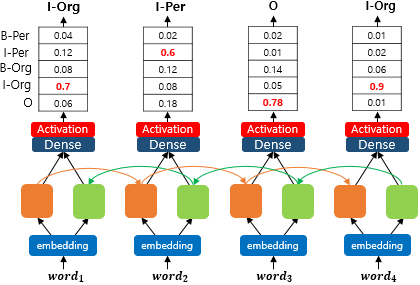 I-Org I-Per O I-Org
B-Per 0.04 0.02 0.02 0.01
I-Per 0.12 0.6 0.01 0.02
B-Org 0.08 0.12 0.14 0.06
I-Org 0.7 0.08 0.05 0.9
O 0.06 0.18 0.78 0.01
Activation Activation Activation Activation
Dense Dense Dense Dense
embedding embedding embedding embedding
word1 word2 word3 word4